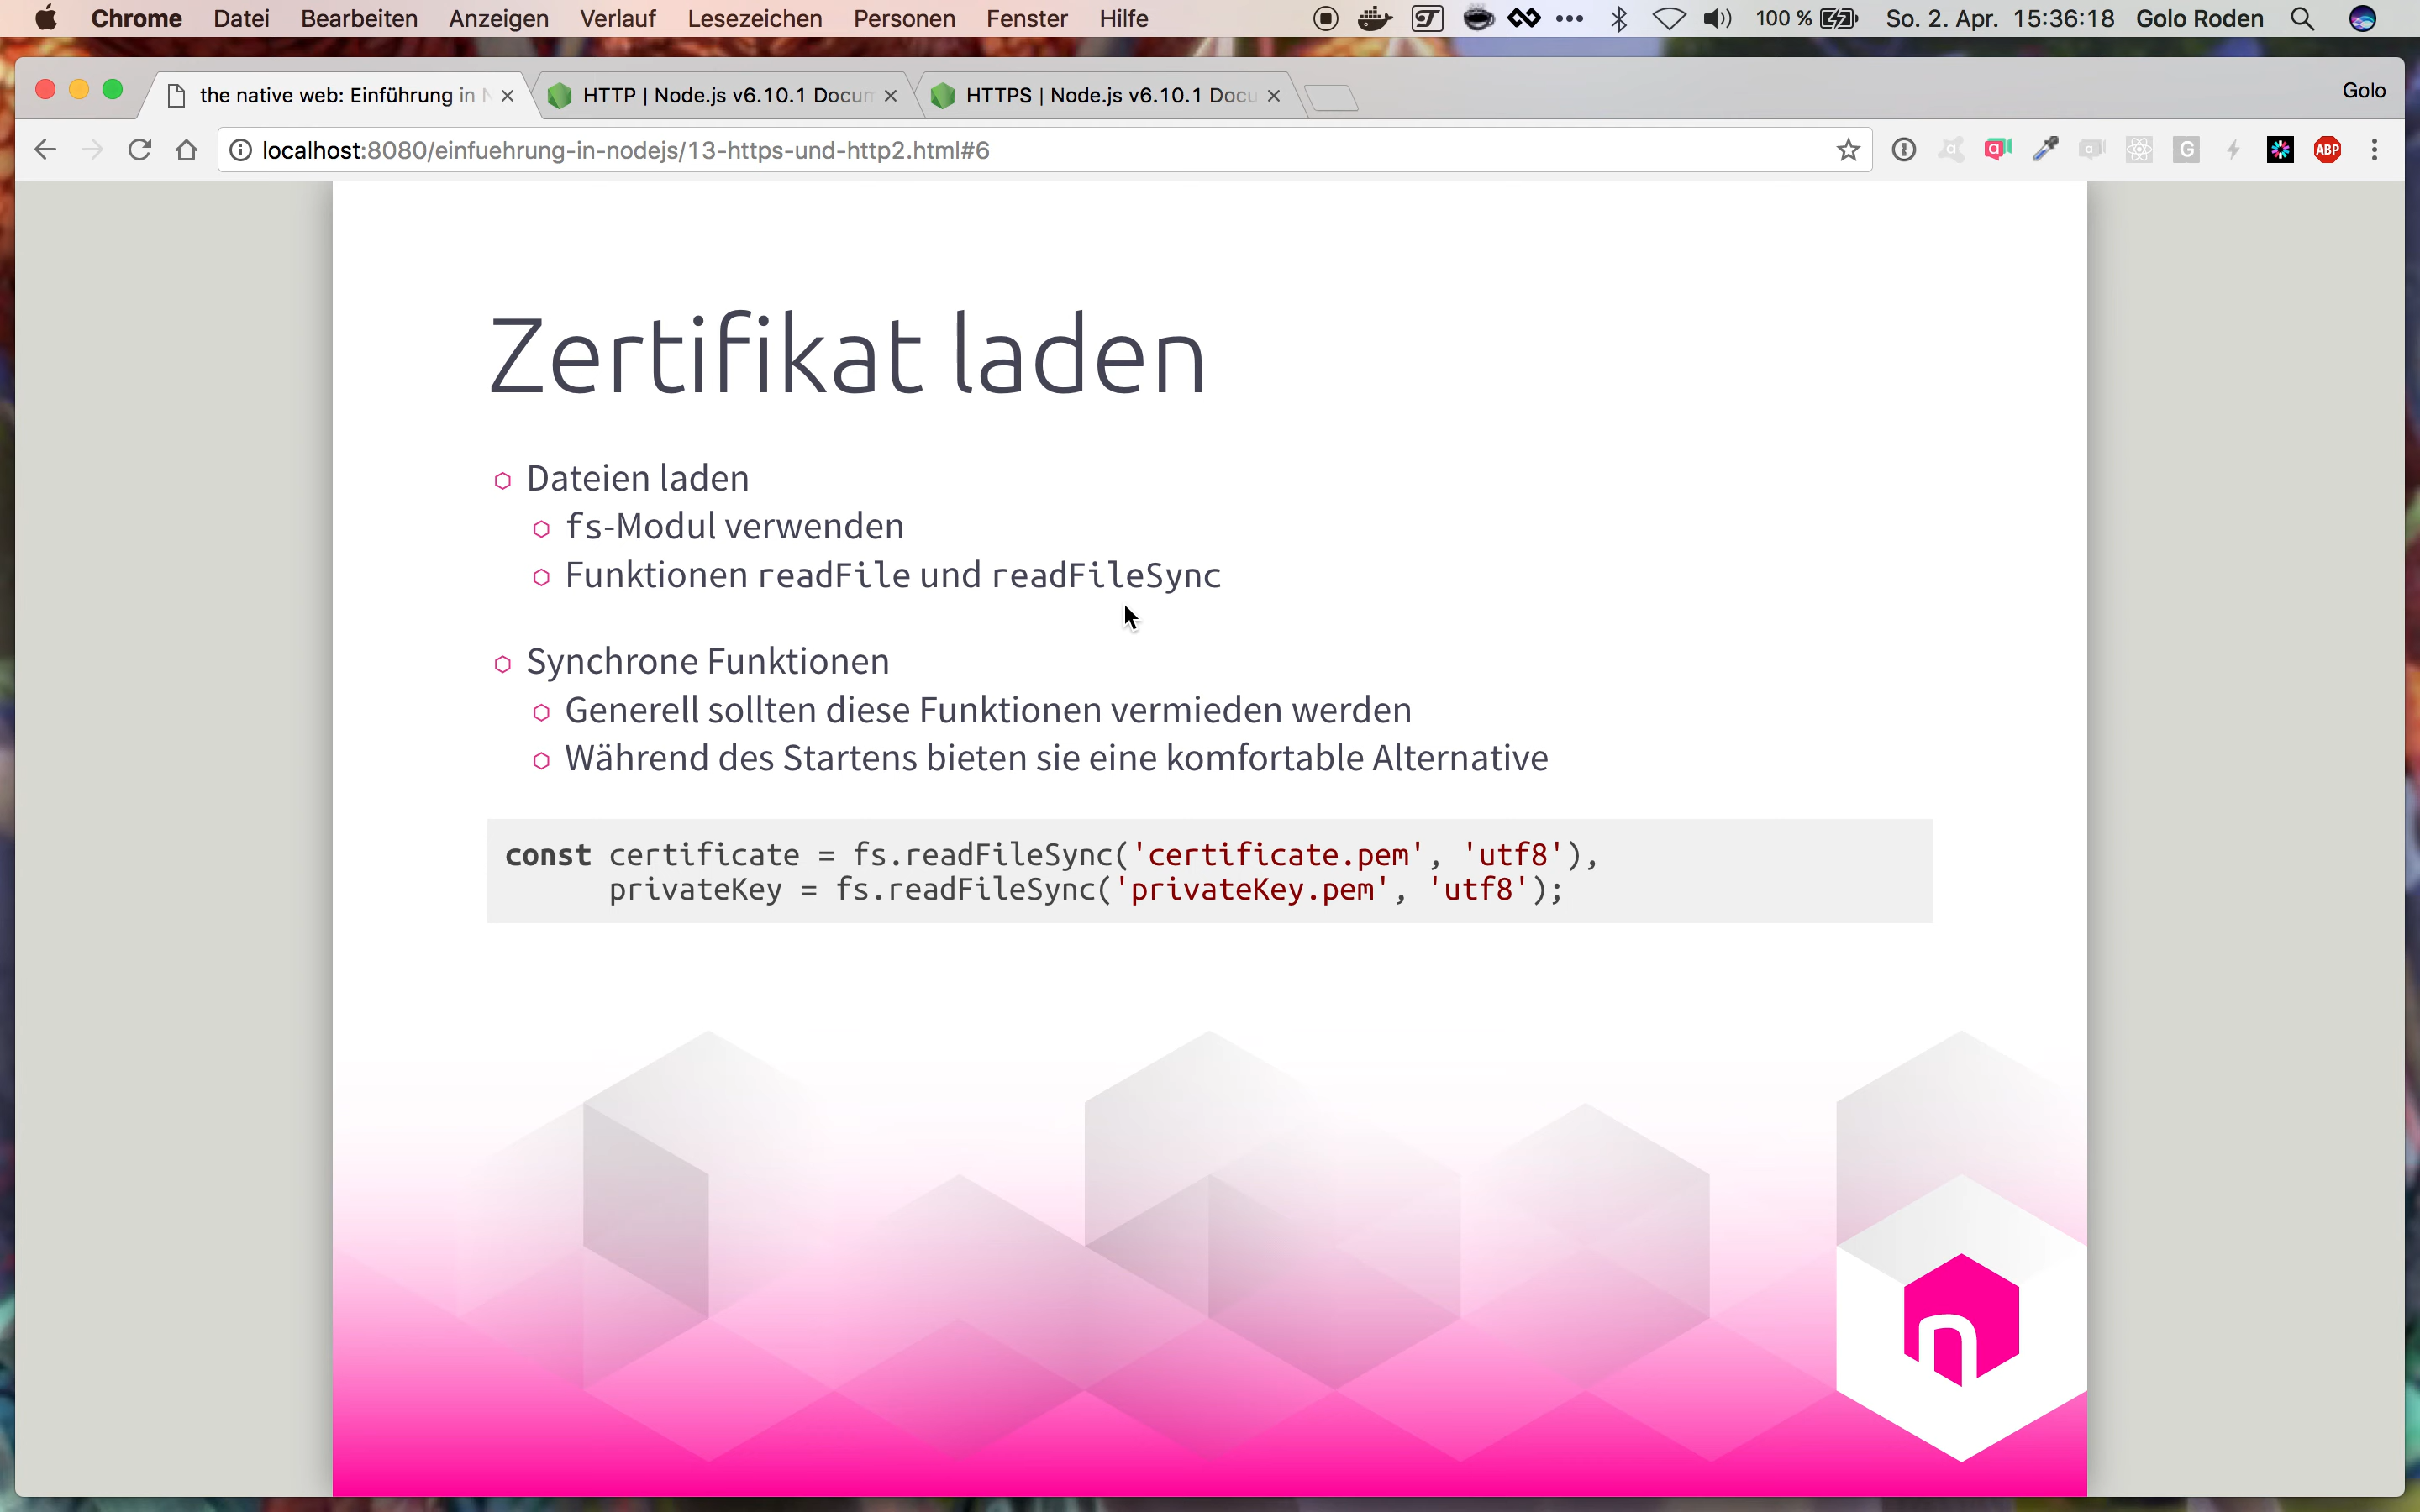 Chrome Datei Bearbeiten Anzeigen Verlauf Lesezeichen Personen Fenster Hilfe 100 % So. 2. Apr. 15:36:18 Golo Roden
the native web: Einführung in HTTP | Node.js v6.10.1 Docum HTTPS | Node.js v6.10.1 Docu Golo
localhost:8080/einfuehrung-in-nodejs/13-https-und-http2.html#6 ABP
Zertifikat laden
Dateien laden
fs-Modul verwenden
Funktionen readFile und readFileSync
Synchrone Funktionen
Generell sollten diese Funktionen vermieden werden
Während des Startens bieten sie eine komfortable Alternative
const certificate = fs.readFileSync('certificate.pem', 'utf8'),
privateKey = fs.readFileSync('privateKey.pem', 'utf8');
n